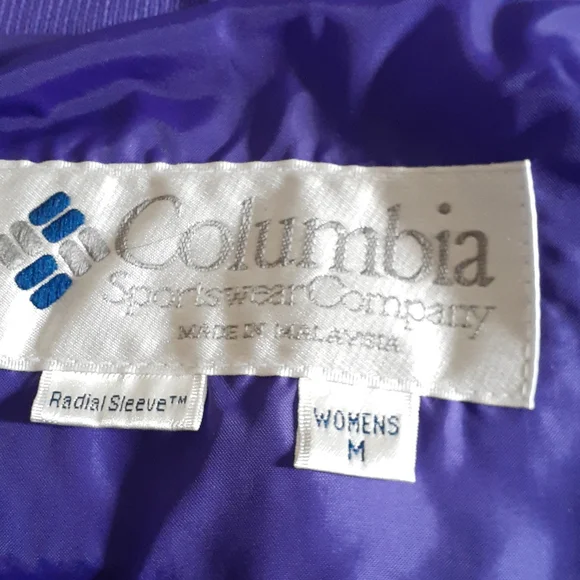 Columbia
Sportswear Company
MADE IN MALAYSIA
Radial Sleeve™
WOMENS
M